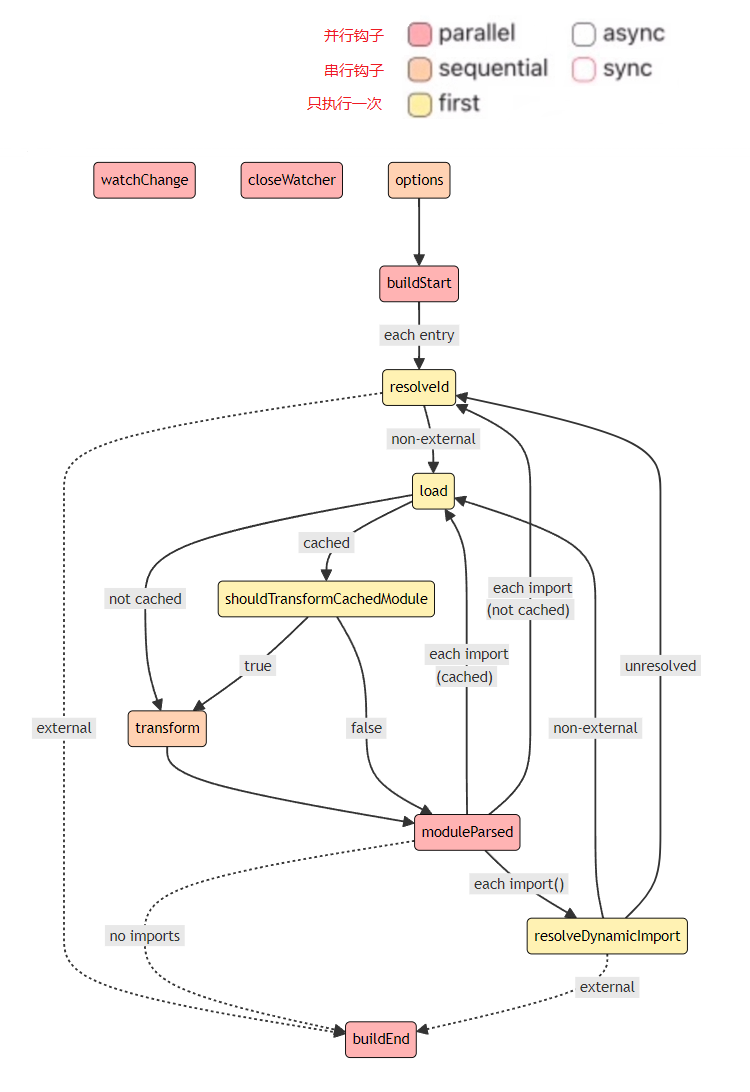 并行钩子 parallel async
串行钩子 sequential sync
只执行一次 first
watchChange closeWatcher options
buildStart
each entry
resolveId
non-external
load
cached
not cached
shouldTransformCachedModule
each import
(not cached)
each import
(cached)
true
unresolved
external
transform
false
non-external
moduleParsed
each import()
no imports
resolveDynamicImport
external
buildEnd